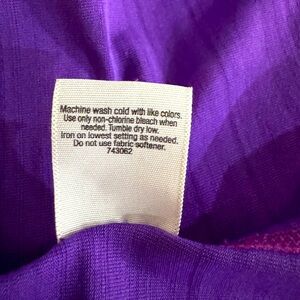 Machine wash cold with like colors.
Use only non-chlorine bleach when
needed. Tumble dry low.
Iron on lowest setting as needed.
Do not use fabric softener.
743062